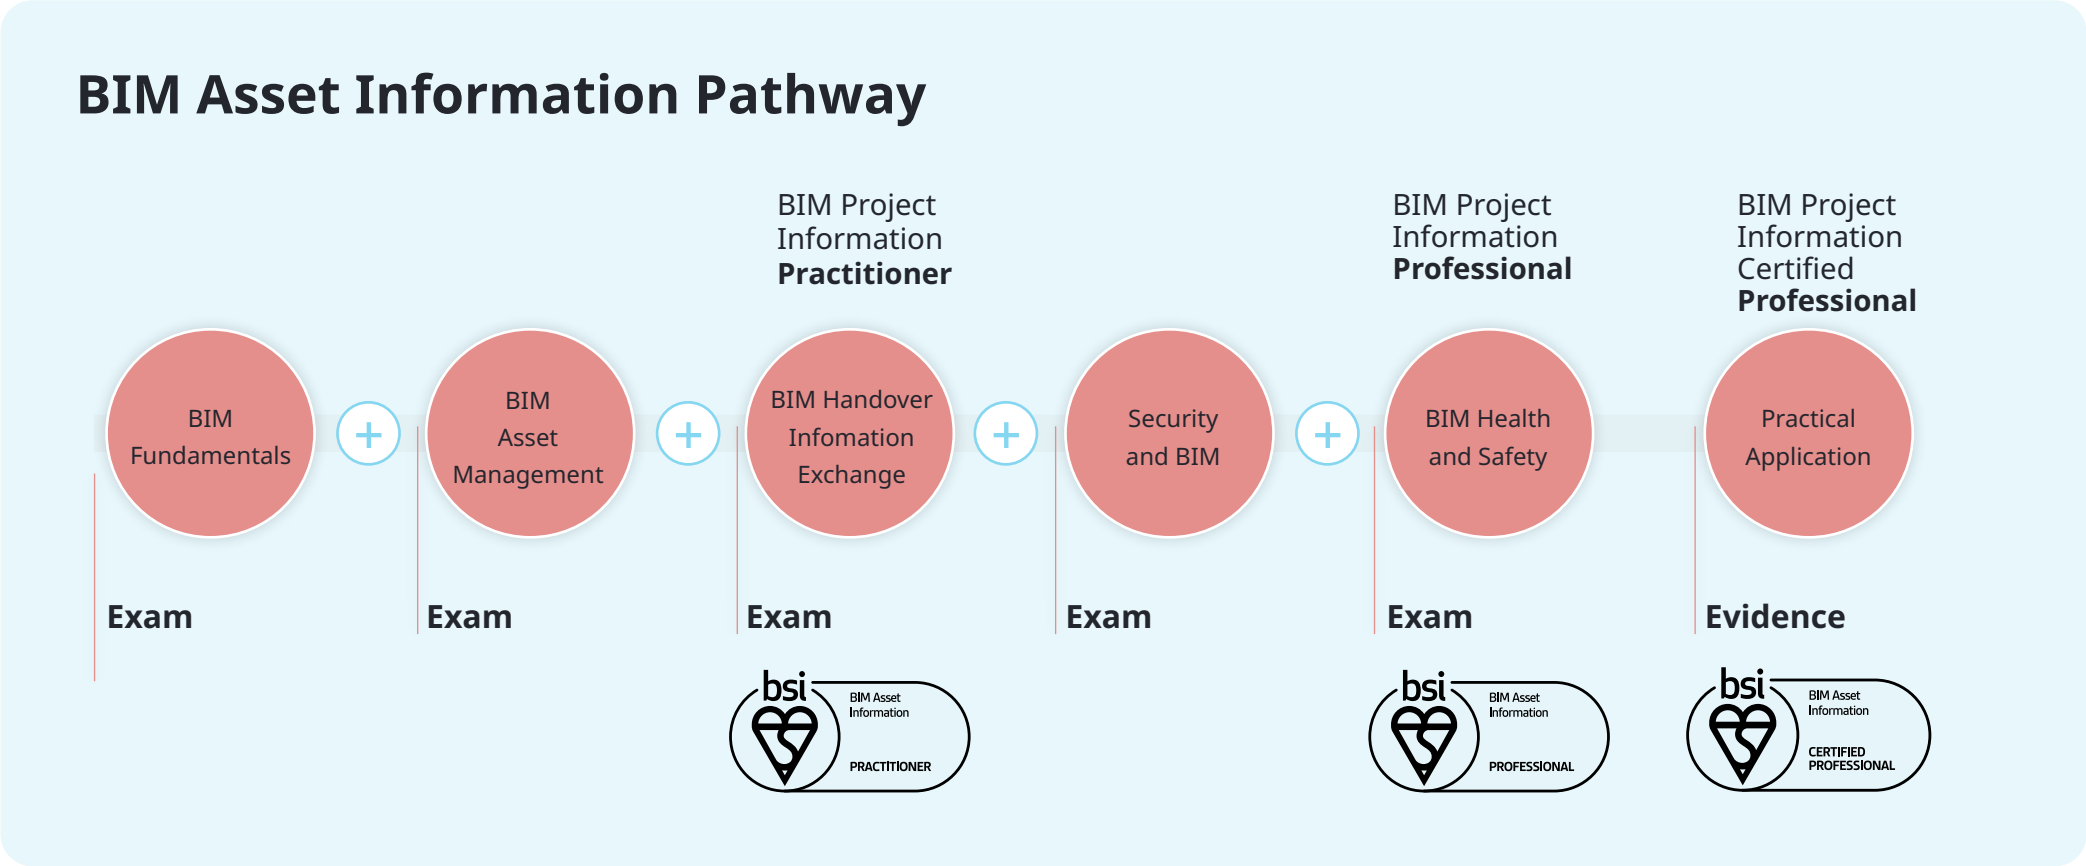 BIM Asset Information Pathway
BIM Project
Information
Practitioner
BIM Project
Information
Professional
BIM Project
Information
Certified
Professional
BIM
Fundamentals
+
BIM
Asset
Management
+
BIM Handover
Infomation
Exchange
+
Security
and BIM
+
BIM Health
and Safety
Practical
Application
Exam
Exam
Exam
Exam
Exam
Evidence
bsi
BIM Asset
Information
PRACTITIONER
bsi
BIM Asset
Information
PROFESSIONAL
bsi
BIM Asset
Information
CERTIFIED
PROFESSIONAL